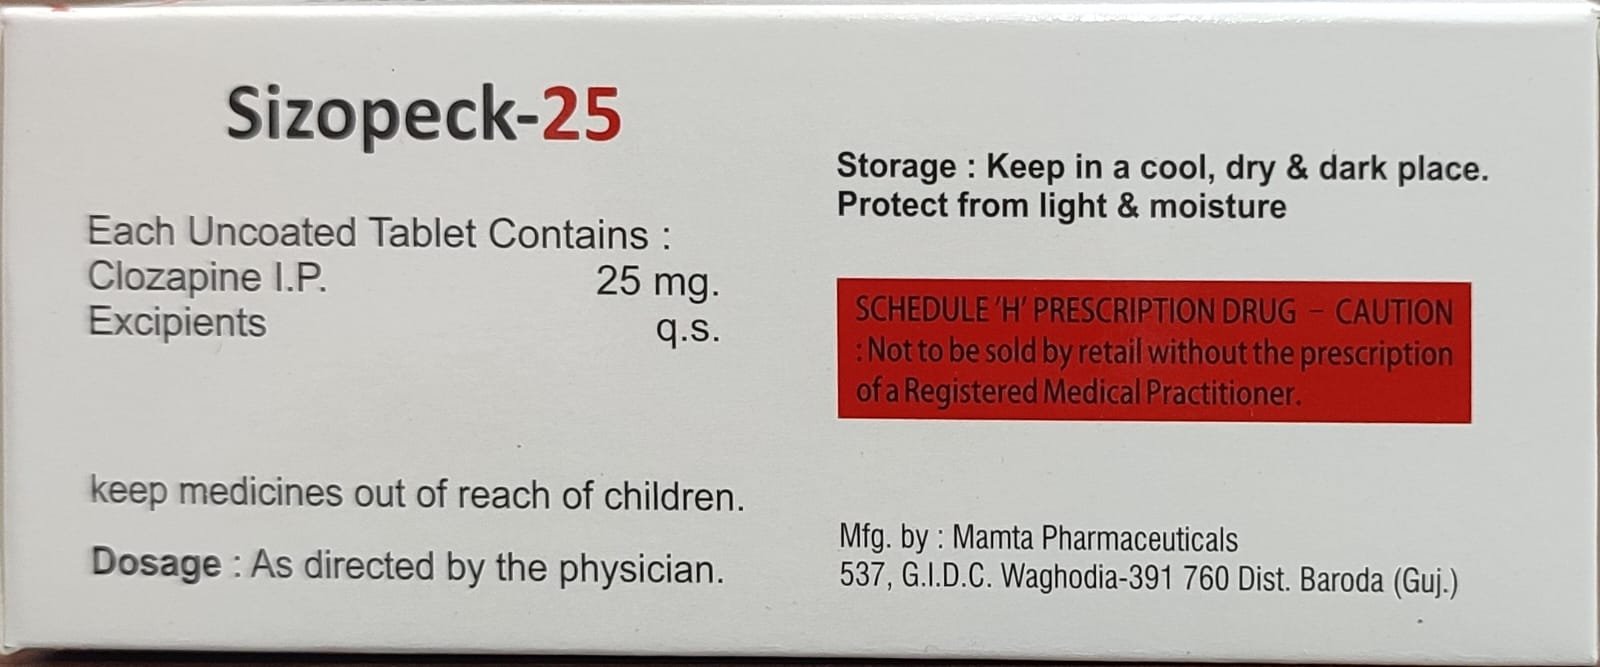 Sizopeck-25
Each Uncoated Tablet Contains :
Clozapine I.P. 25 mg.
Excipients q.s.
keep medicines out of reach of children.
Dosage : As directed by the physician.
Storage : Keep in a cool, dry & dark place.
Protect from light & moisture
SCHEDULE 'H' PRESCRIPTION DRUG – CAUTION
: Not to be sold by retail without the prescription
of a Registered Medical Practitioner.
Mfg. by : Mamta Pharmaceuticals
537, G.I.D.C. Waghodia-391 760 Dist. Baroda (Guj.)